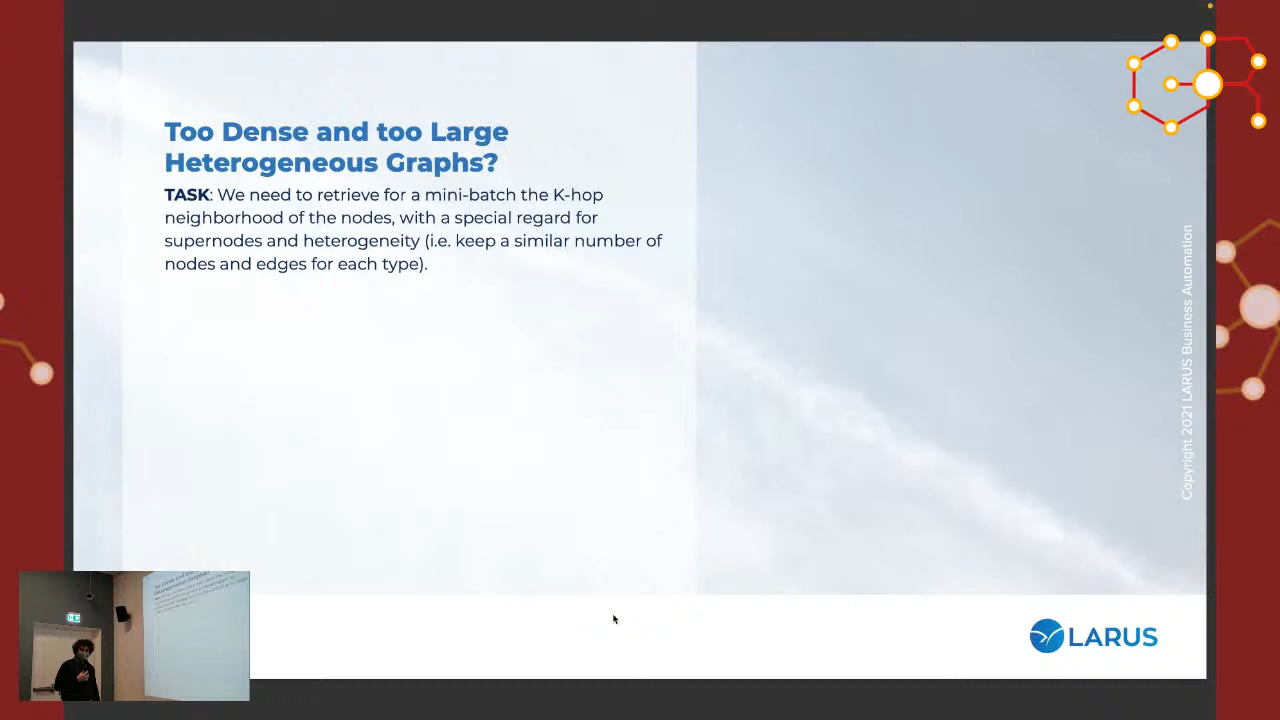 Too Dense and too Large
Heterogeneous Graphs?
TASK: We need to retrieve for a mini-batch the K-hop
neighborhood of the nodes, with a special regard for
supernodes and heterogeneity (i.e. keep a similar number of
nodes and edges for each type).
Copyright 2021 LARUS Business Automation
LARUS